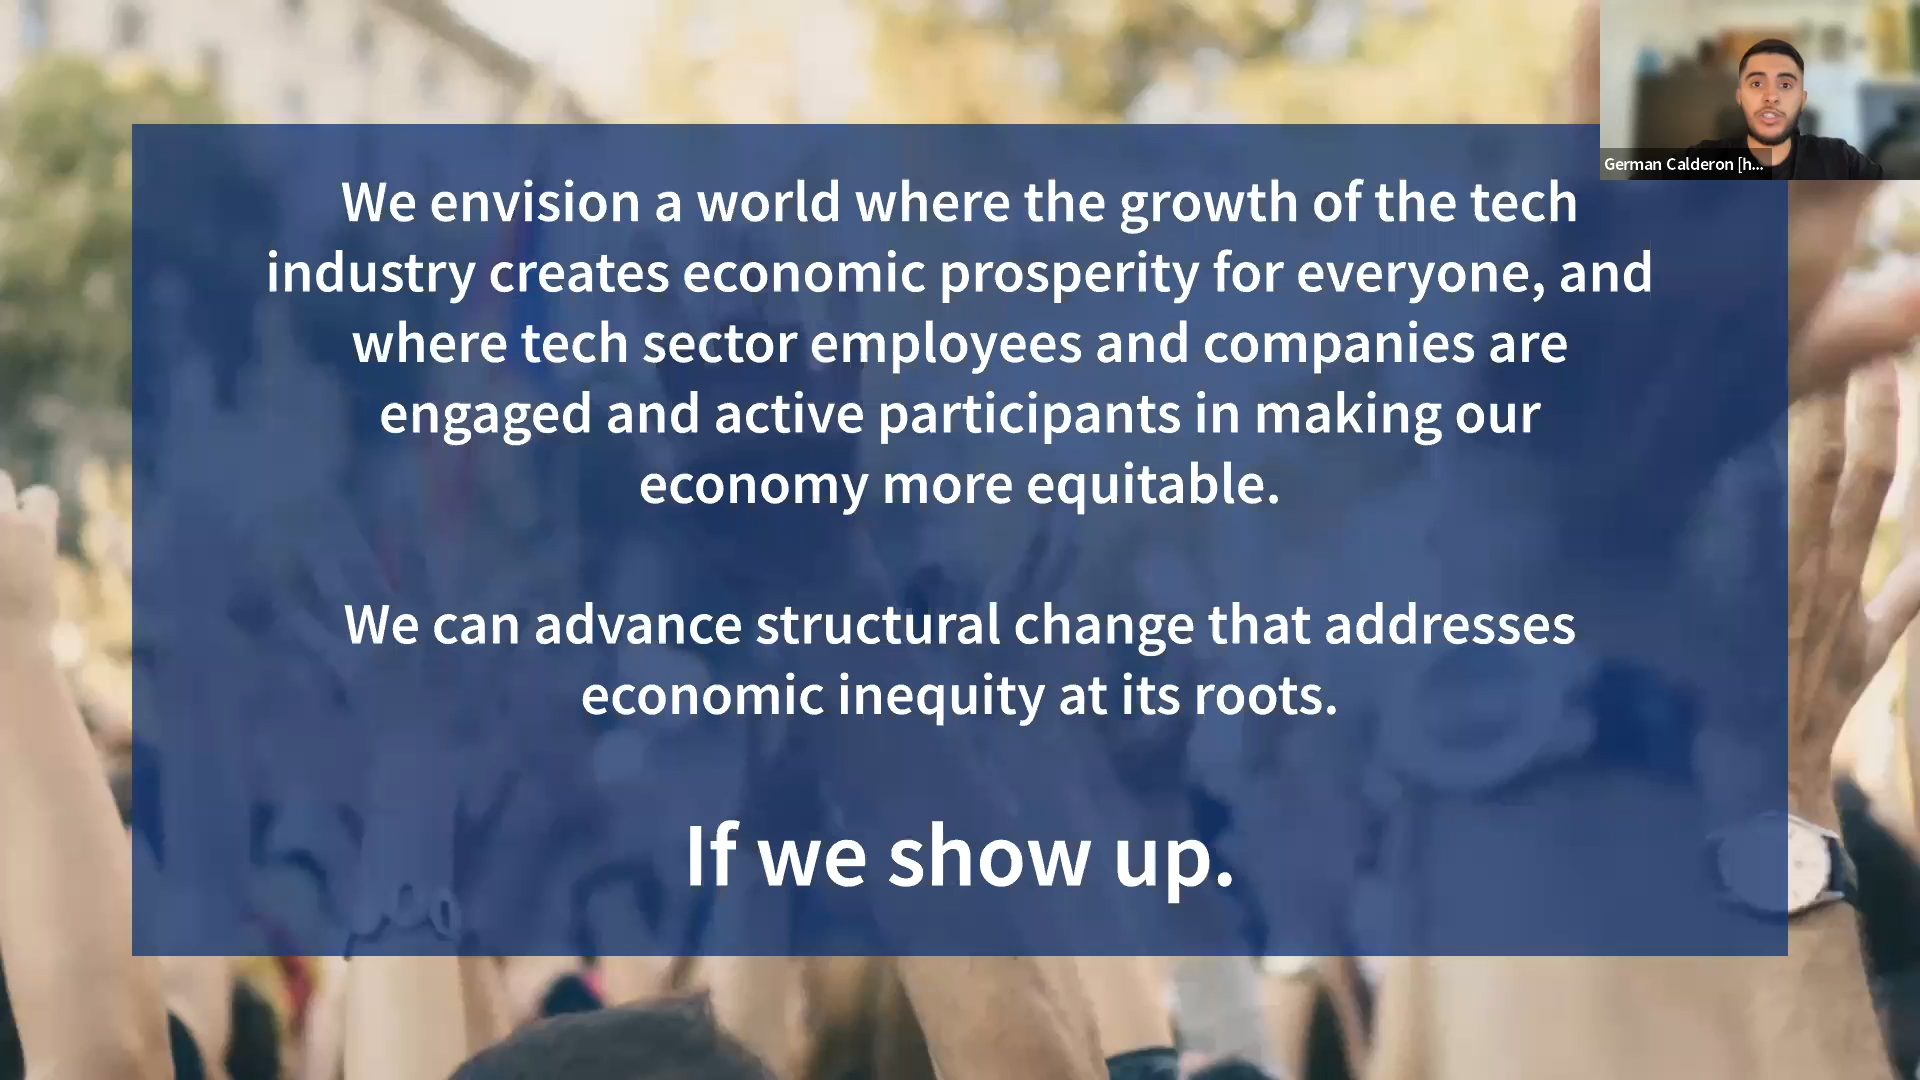 German Calderon [h...
We envision a world where the growth of the tech
industry creates economic prosperity for everyone, and
where tech sector employees and companies are
engaged and active participants in making our
economy more equitable.
We can advance structural change that addresses
economic inequity at its roots.
If we show up.